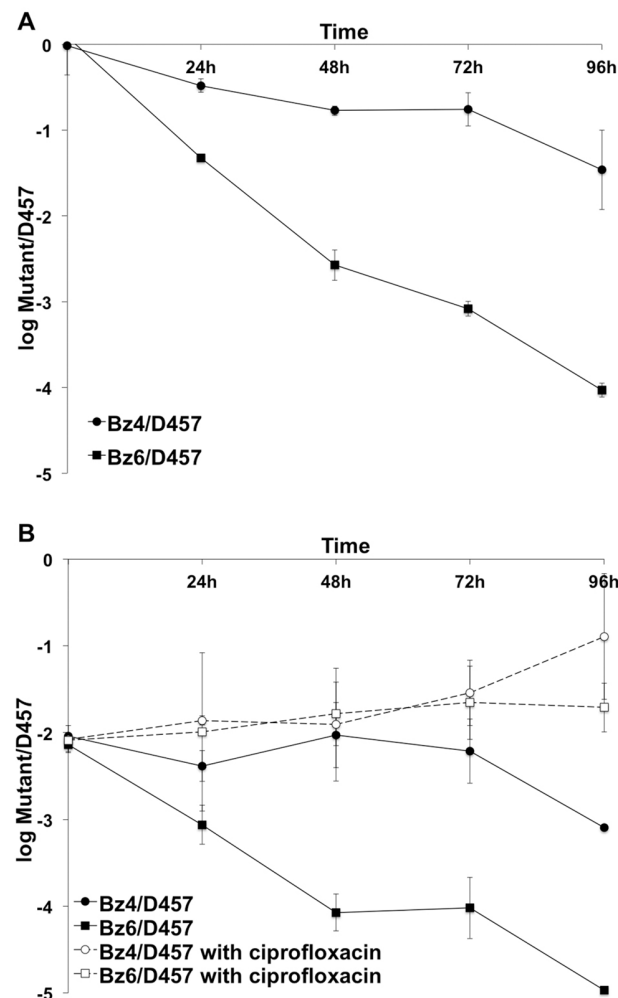 A
Time
0
24h 48h 72h 96h
-1
-2
-3
-4
-5
log Mutant/D457
Bz4/D457
Bz6/D457
B
Time
0
24h 48h 72h 96h
-1
-2
-3
-4
-5
log Mutant/D457
Bz4/D457
Bz6/D457
Bz4/D457 with ciprofloxacin
Bz6/D457 with ciprofloxacin